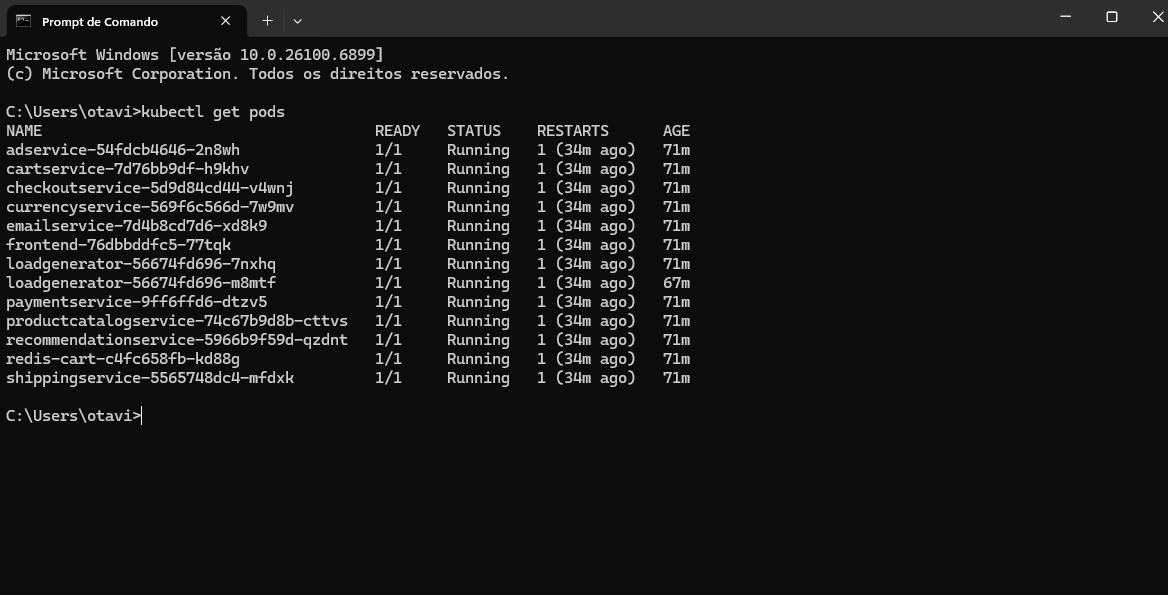 Prompt de Comando
Microsoft Windows [versão 10.0.26100.6899]
(c) Microsoft Corporation. Todos os direitos reservados.
C:\Users\otavi>kubectl get pods
NAME READY STATUS RESTARTS AGE
adservice-54fdcb4646-2n8wh 1/1 Running 1 (34m ago) 71m
cartservice-7d76bb9df-h9khv 1/1 Running 1 (34m ago) 71m
checkoutservice-5d9d84cd44-v4wnj 1/1 Running 1 (34m ago) 71m
currencyservice-569f6c566d-7w9mv 1/1 Running 1 (34m ago) 71m
emailservice-7d4b8cd7d6-xd8k9 1/1 Running 1 (34m ago) 71m
frontend-76dbbddfc5-77tqk 1/1 Running 1 (34m ago) 71m
loadgenerator-56674fd696-7nxhq 1/1 Running 1 (34m ago) 71m
loadgenerator-56674fd696-m8mtf 1/1 Running 1 (34m ago) 67m
paymentservice-9ff6ffd6-dtzv5 1/1 Running 1 (34m ago) 71m
productcatalogservice-74c67b9d8b-cttvs 1/1 Running 1 (34m ago) 71m
recommendationservice-5966b9f59d-qzdnt 1/1 Running 1 (34m ago) 71m
redis-cart-c4fc658fb-kd88g 1/1 Running 1 (34m ago) 71m
shippingservice-5565748dc4-mfdxk 1/1 Running 1 (34m ago) 71m
C:\Users\otavi>